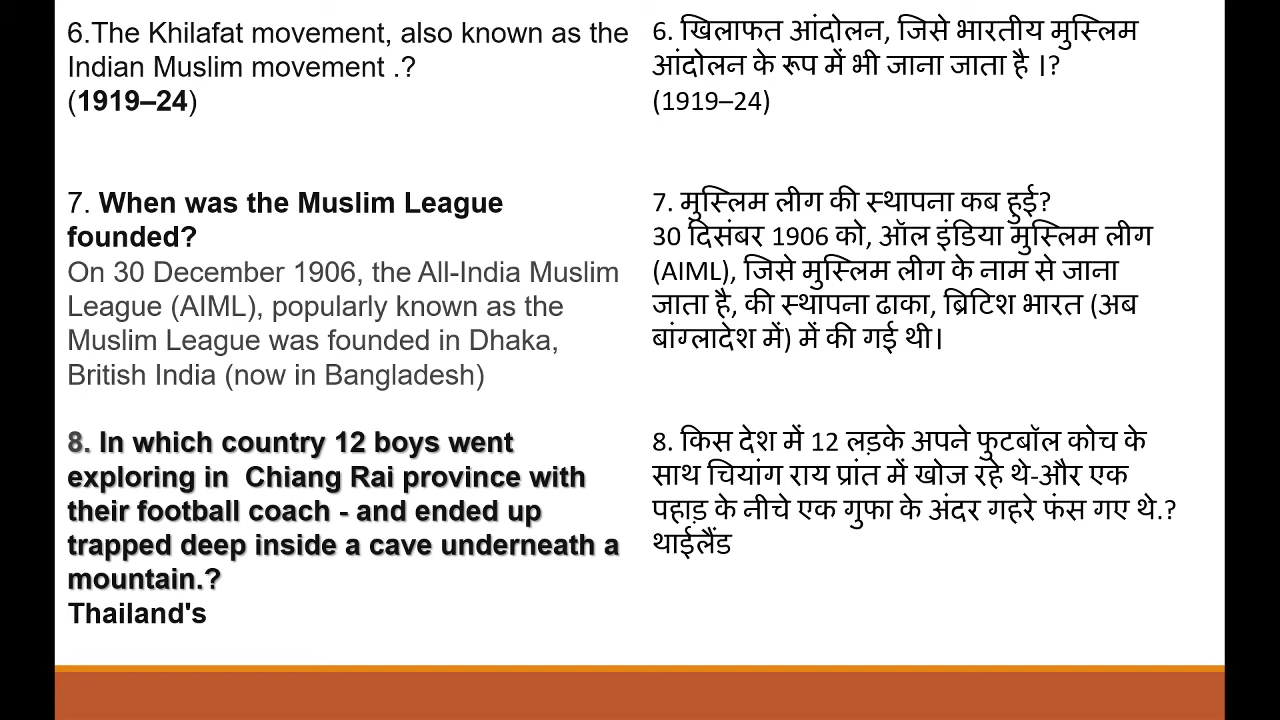 6.The Khilafat movement, also known as the
Indian Muslim movement .?
(1919–24)
7. When was the Muslim League
founded?
On 30 December 1906, the All-India Muslim
League (AIML), popularly known as the
Muslim League was founded in Dhaka,
British India (now in Bangladesh)
8. In which country 12 boys went
exploring in  Chiang Rai province with
their football coach - and ended up
trapped deep inside a cave underneath a
mountain.?
Thailand's
6. खिलाफत आंदोलन, जिसे भारतीय मुस्लिम
आंदोलन के रूप में भी जाना जाता है ।?
(1919–24)
7. मुस्लिम लीग की स्थापना कब हुई?
30 दिसंबर 1906 को, ऑल इंडिया मुस्लिम लीग
(AIML), जिसे मुस्लिम लीग के नाम से जाना
जाता है, की स्थापना ढाका, ब्रिटिश भारत (अब
बांग्लादेश में) में की गई थी।
8. किस देश में 12 लड़के अपने फुटबॉल कोच के
साथ चियांग राय प्रांत में खोज रहे थे-और एक
पहाड़ के नीचे एक गुफा के अंदर गहरे फंस गए थे.?
थाईलैंड